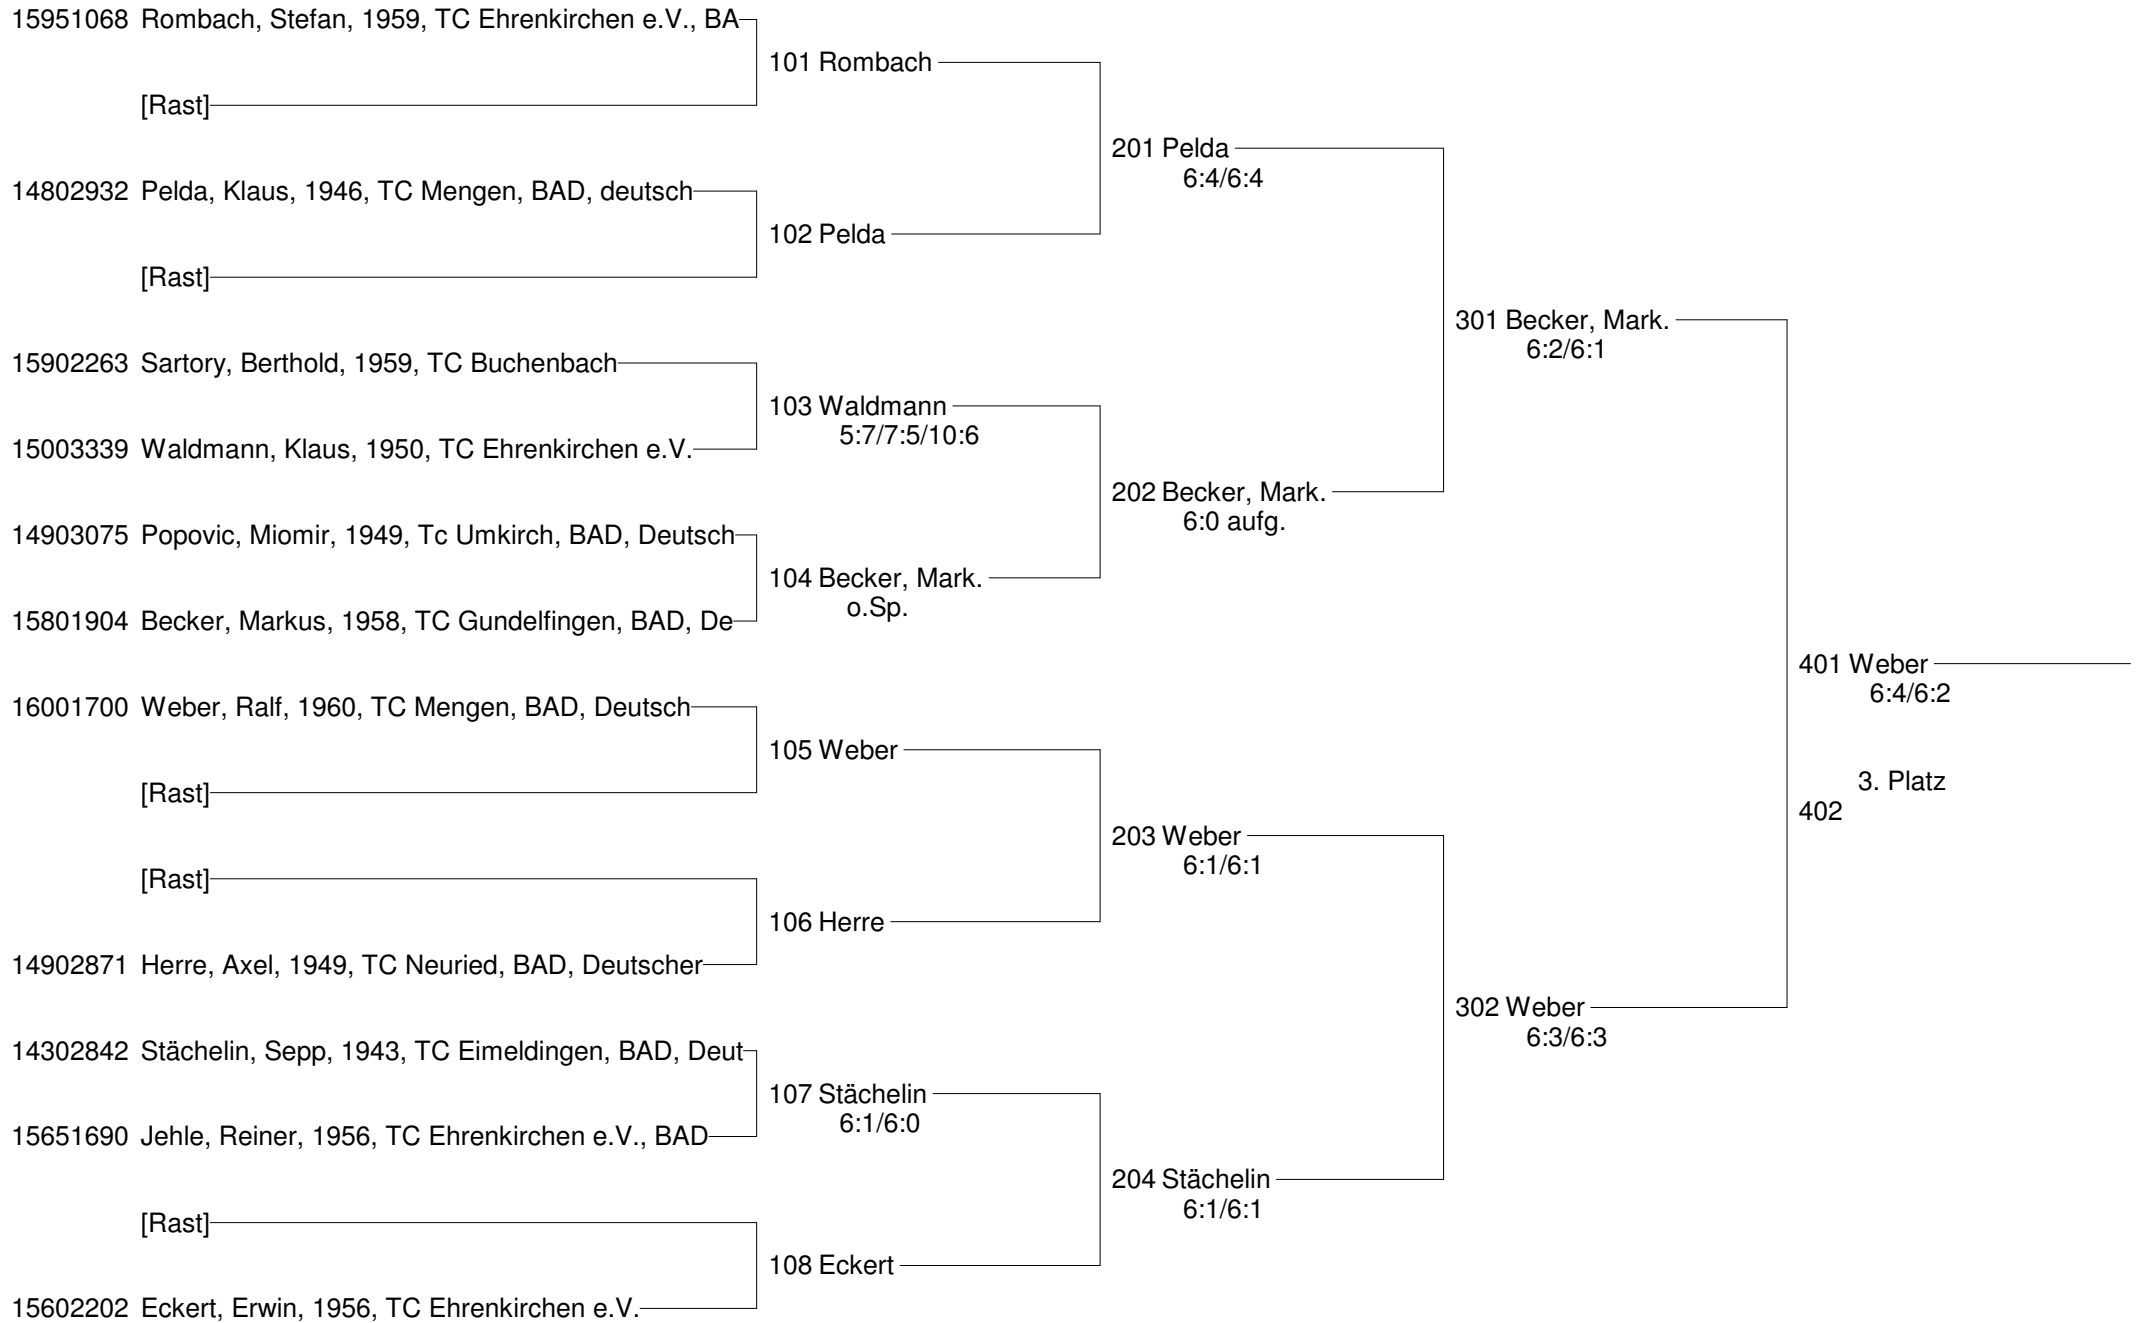 15951068 Rombach, Stefan, 1959, TC Ehrenkirchen e.V., BA
101 Rombach
[Rast]
201 Pelda
6:4/6:4
14802932 Pelda, Klaus, 1946, TC Mengen, BAD, deutsch
102 Pelda
[Rast]
301 Becker, Mark.
6:2/6:1
15902263 Sartory, Berthold, 1959, TC Buchenbach
103 Waldmann
5:7/7:5/10:6
15003339 Waldmann, Klaus, 1950, TC Ehrenkirchen e.V.
202 Becker, Mark.
6:0 aufg.
14903075 Popovic, Miomir, 1949, Tc Umkirch, BAD, Deutsch
104 Becker, Mark.
o.Sp.
15801904 Becker, Markus, 1958, TC Gundelfingen, BAD, De
401 Weber
6:4/6:2
16001700 Weber, Ralf, 1960, TC Mengen, BAD, Deutsch
105 Weber
3. Platz
[Rast]
402
203 Weber
6:1/6:1
[Rast]
106 Herre
14902871 Herre, Axel, 1949, TC Neuried, BAD, Deutscher
302 Weber
6:3/6:3
14302842 Stächelin, Sepp, 1943, TC Eimeldingen, BAD, Deut
107 Stächelin
6:1/6:0
15651690 Jehle, Reiner, 1956, TC Ehrenkirchen e.V., BAD
204 Stächelin
6:1/6:1
[Rast]
108 Eckert
15602202 Eckert, Erwin, 1956, TC Ehrenkirchen e.V.